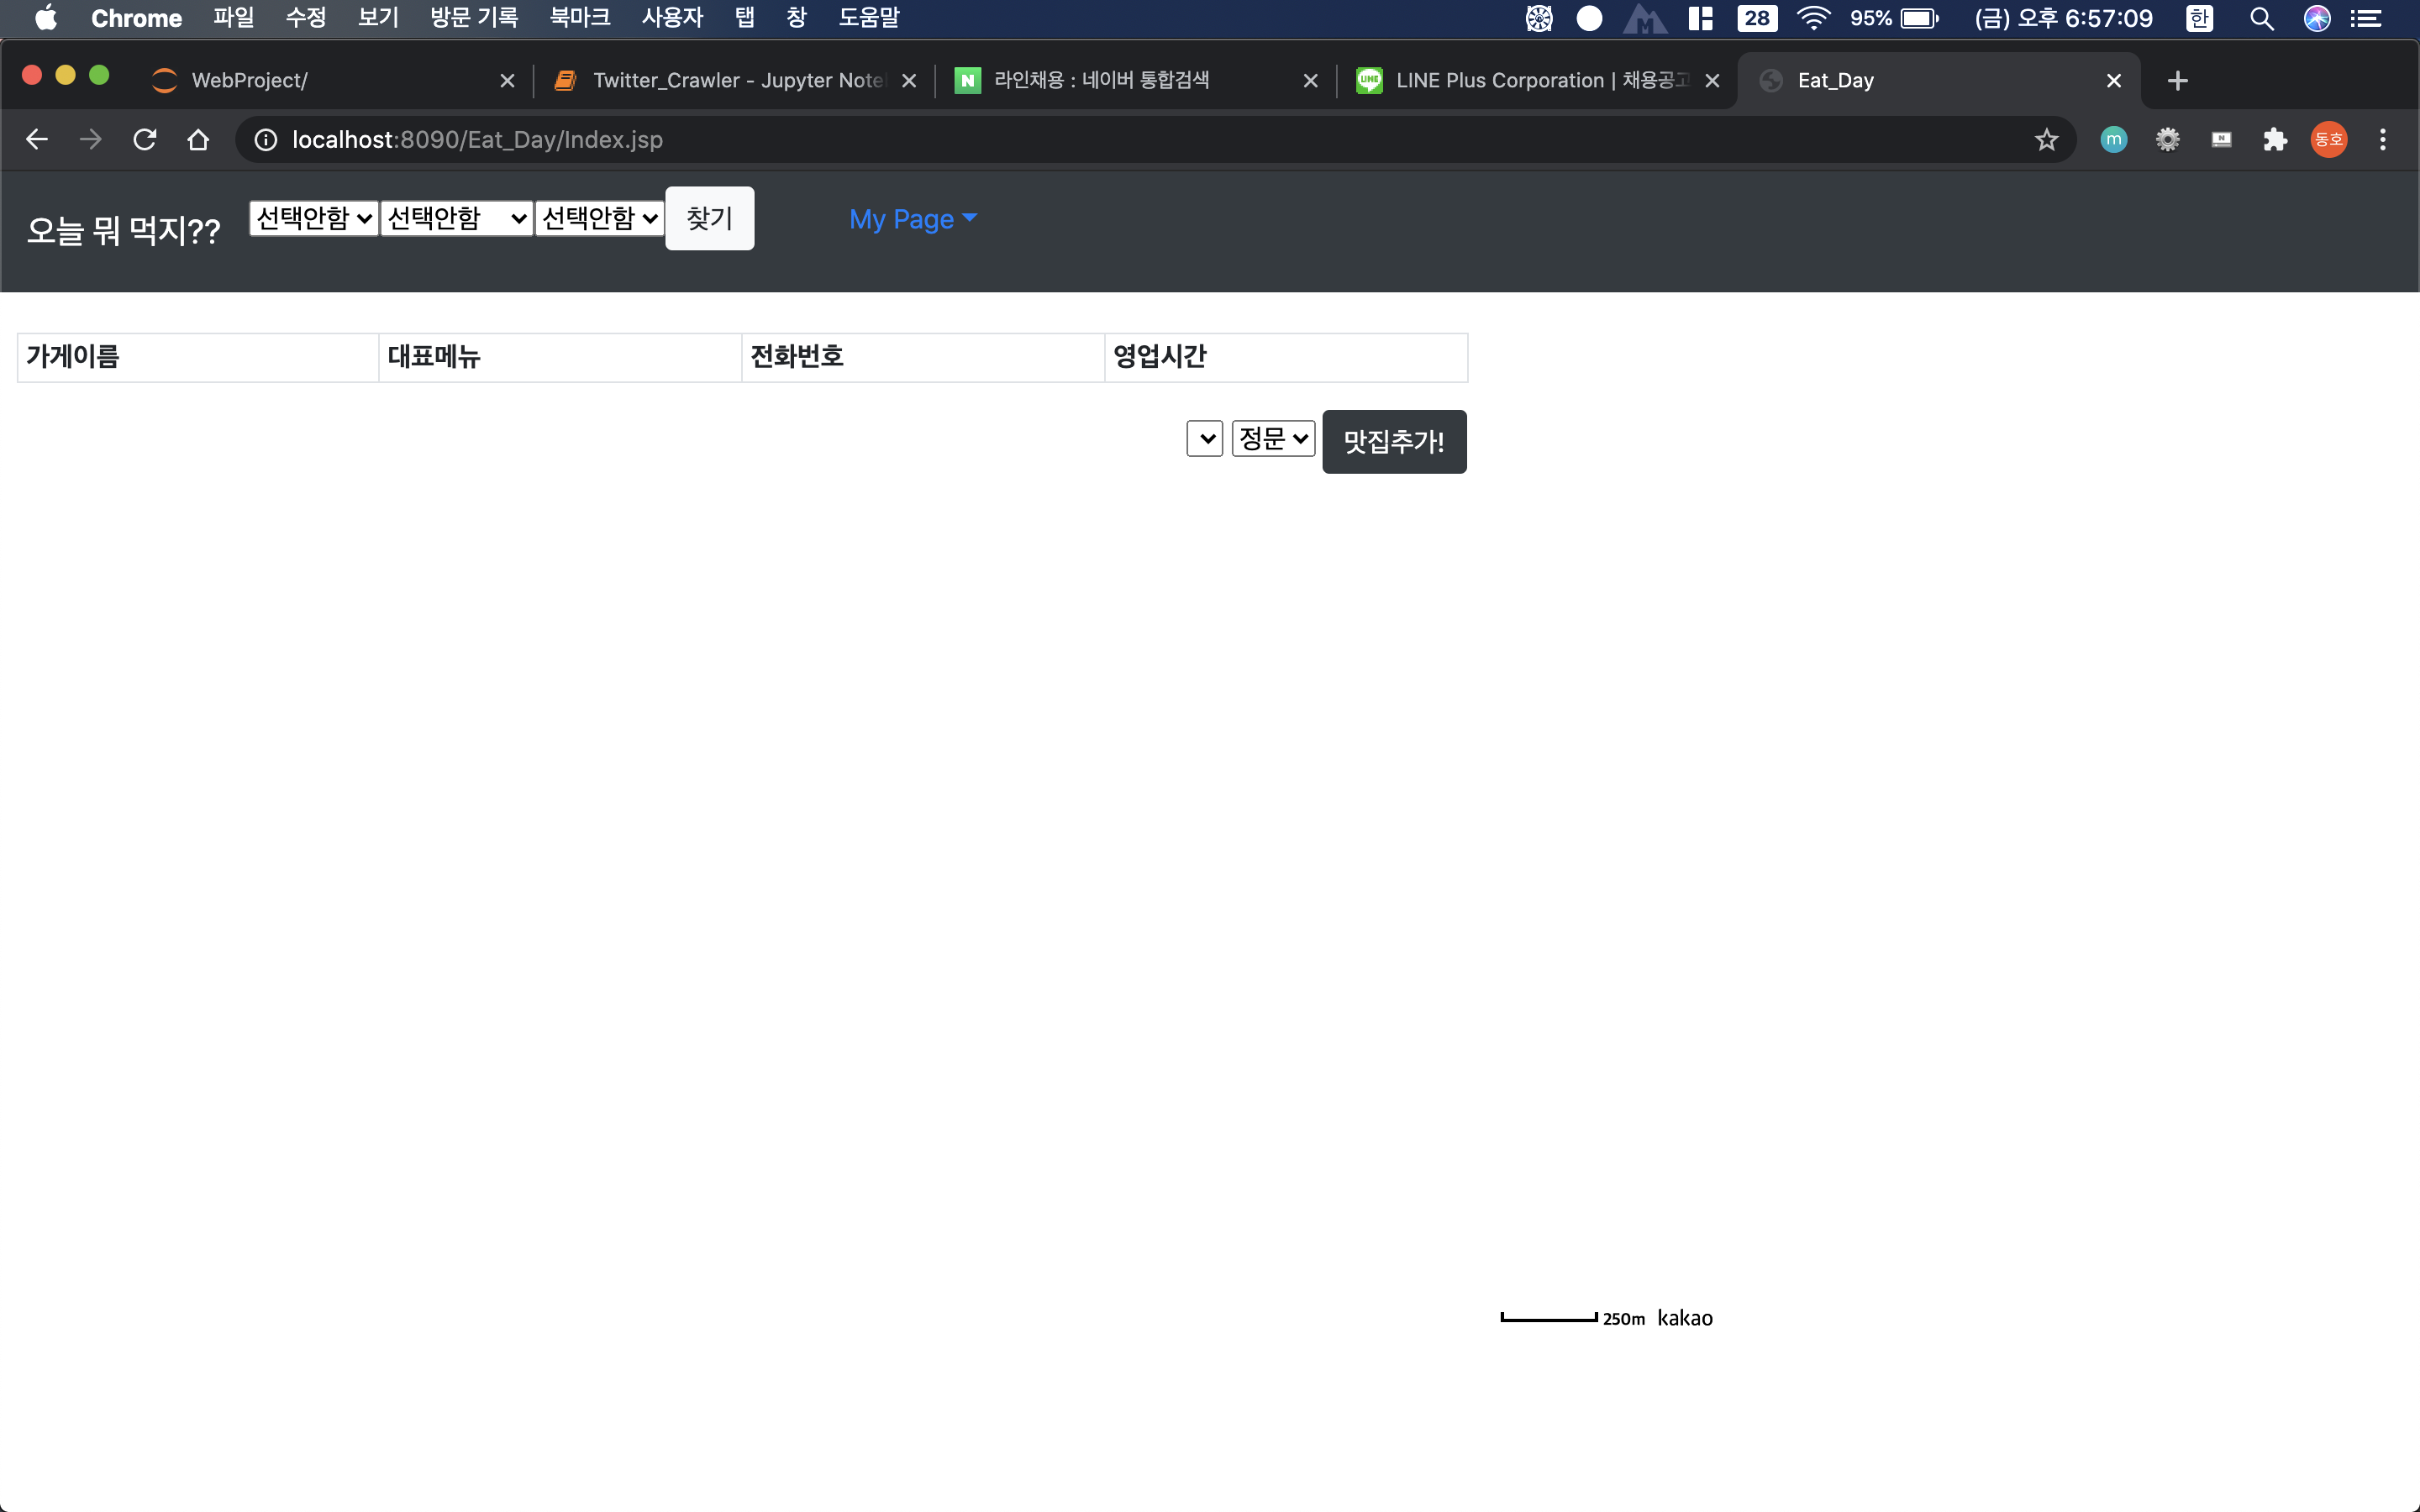 Chrome 파일 수정 보기 방문 기록 북마크 사용자 탭 창 도움말 28 95% (금) 오후 6:57:09 한
WebProject/ Twitter_Crawler - Jupyter Note 라인채용 : 네이버 통합검색 LINE Plus Corporation | 채용공고 Eat_Day
localhost:8090/Eat_Day/Index.jsp m 동호
오늘 뭐 먹지?? 선택안함 선택안함 선택안함 찾기 My Page
가게이름 대표메뉴 전화번호 영업시간
정문 맛집추가!
250m kakao